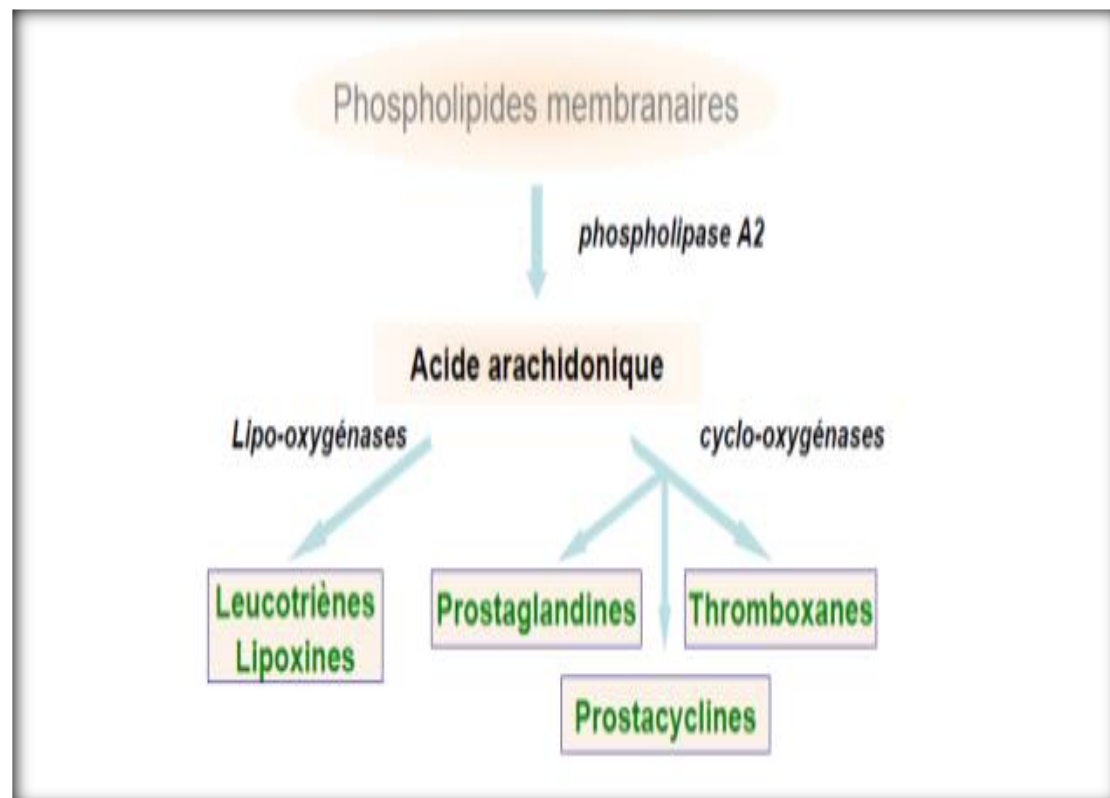 Phospholipides membranaires
phospholipase A2
Acide arachidonique
Lipo-oxygénases
cyclo-oxygénases
Leucotriènes
Lipoxines
Prostaglandines
Thromboxanes
Prostacyclines